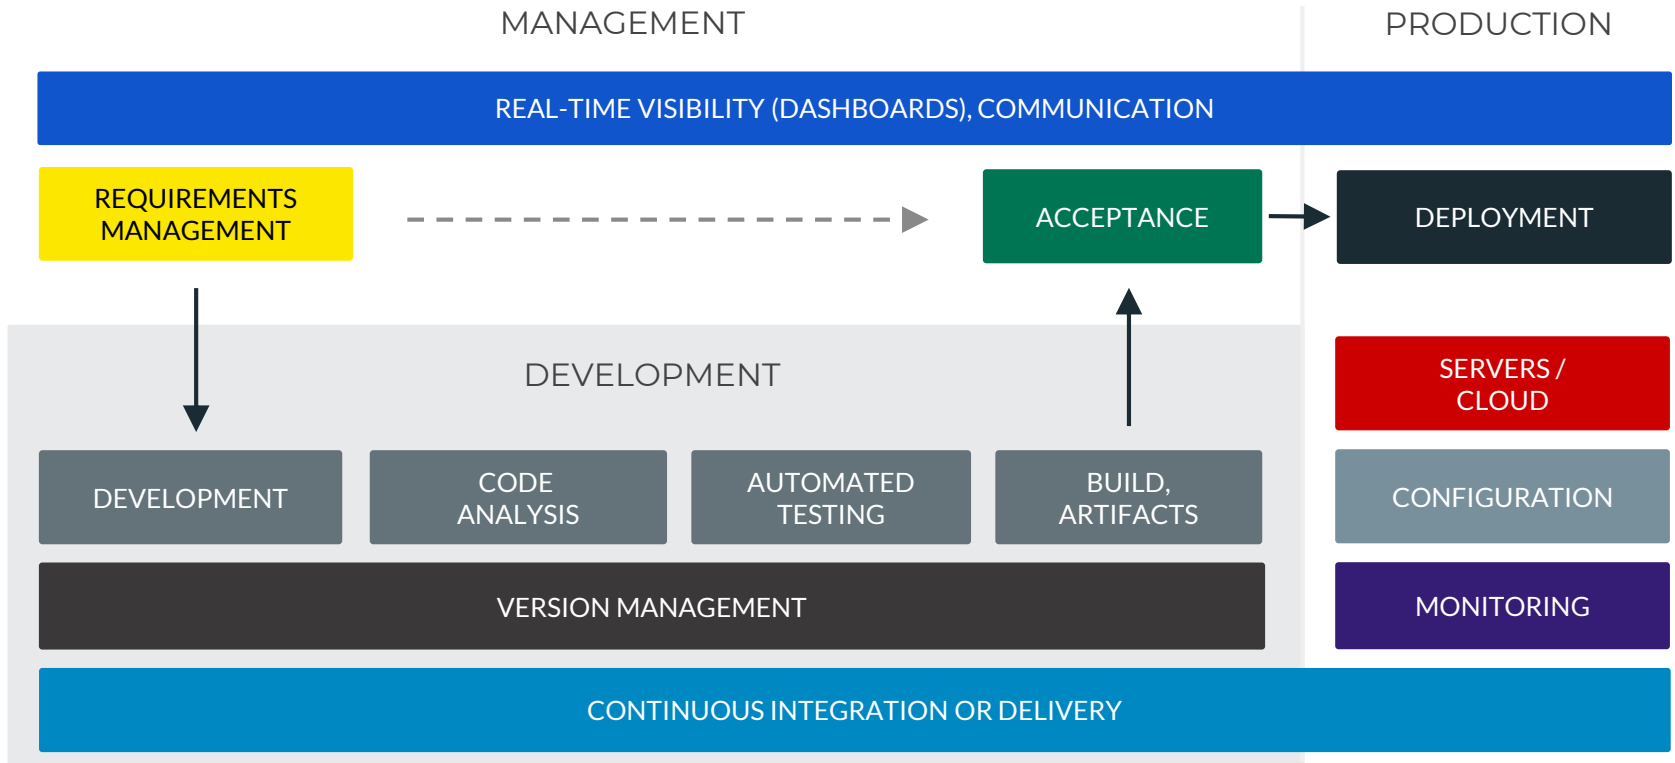 MANAGEMENT
PRODUCTION
REAL-TIME VISIBILITY (DASHBOARDS), COMMUNICATION
REQUIREMENTS
MANAGEMENT
ACCEPTANCE
DEPLOYMENT
DEVELOPMENT
SERVERS /
CLOUD
DEVELOPMENT
CODE
ANALYSIS
AUTOMATED
TESTING
BUILD,
ARTIFACTS
CONFIGURATION
VERSION MANAGEMENT
MONITORING
CONTINUOUS INTEGRATION OR DELIVERY